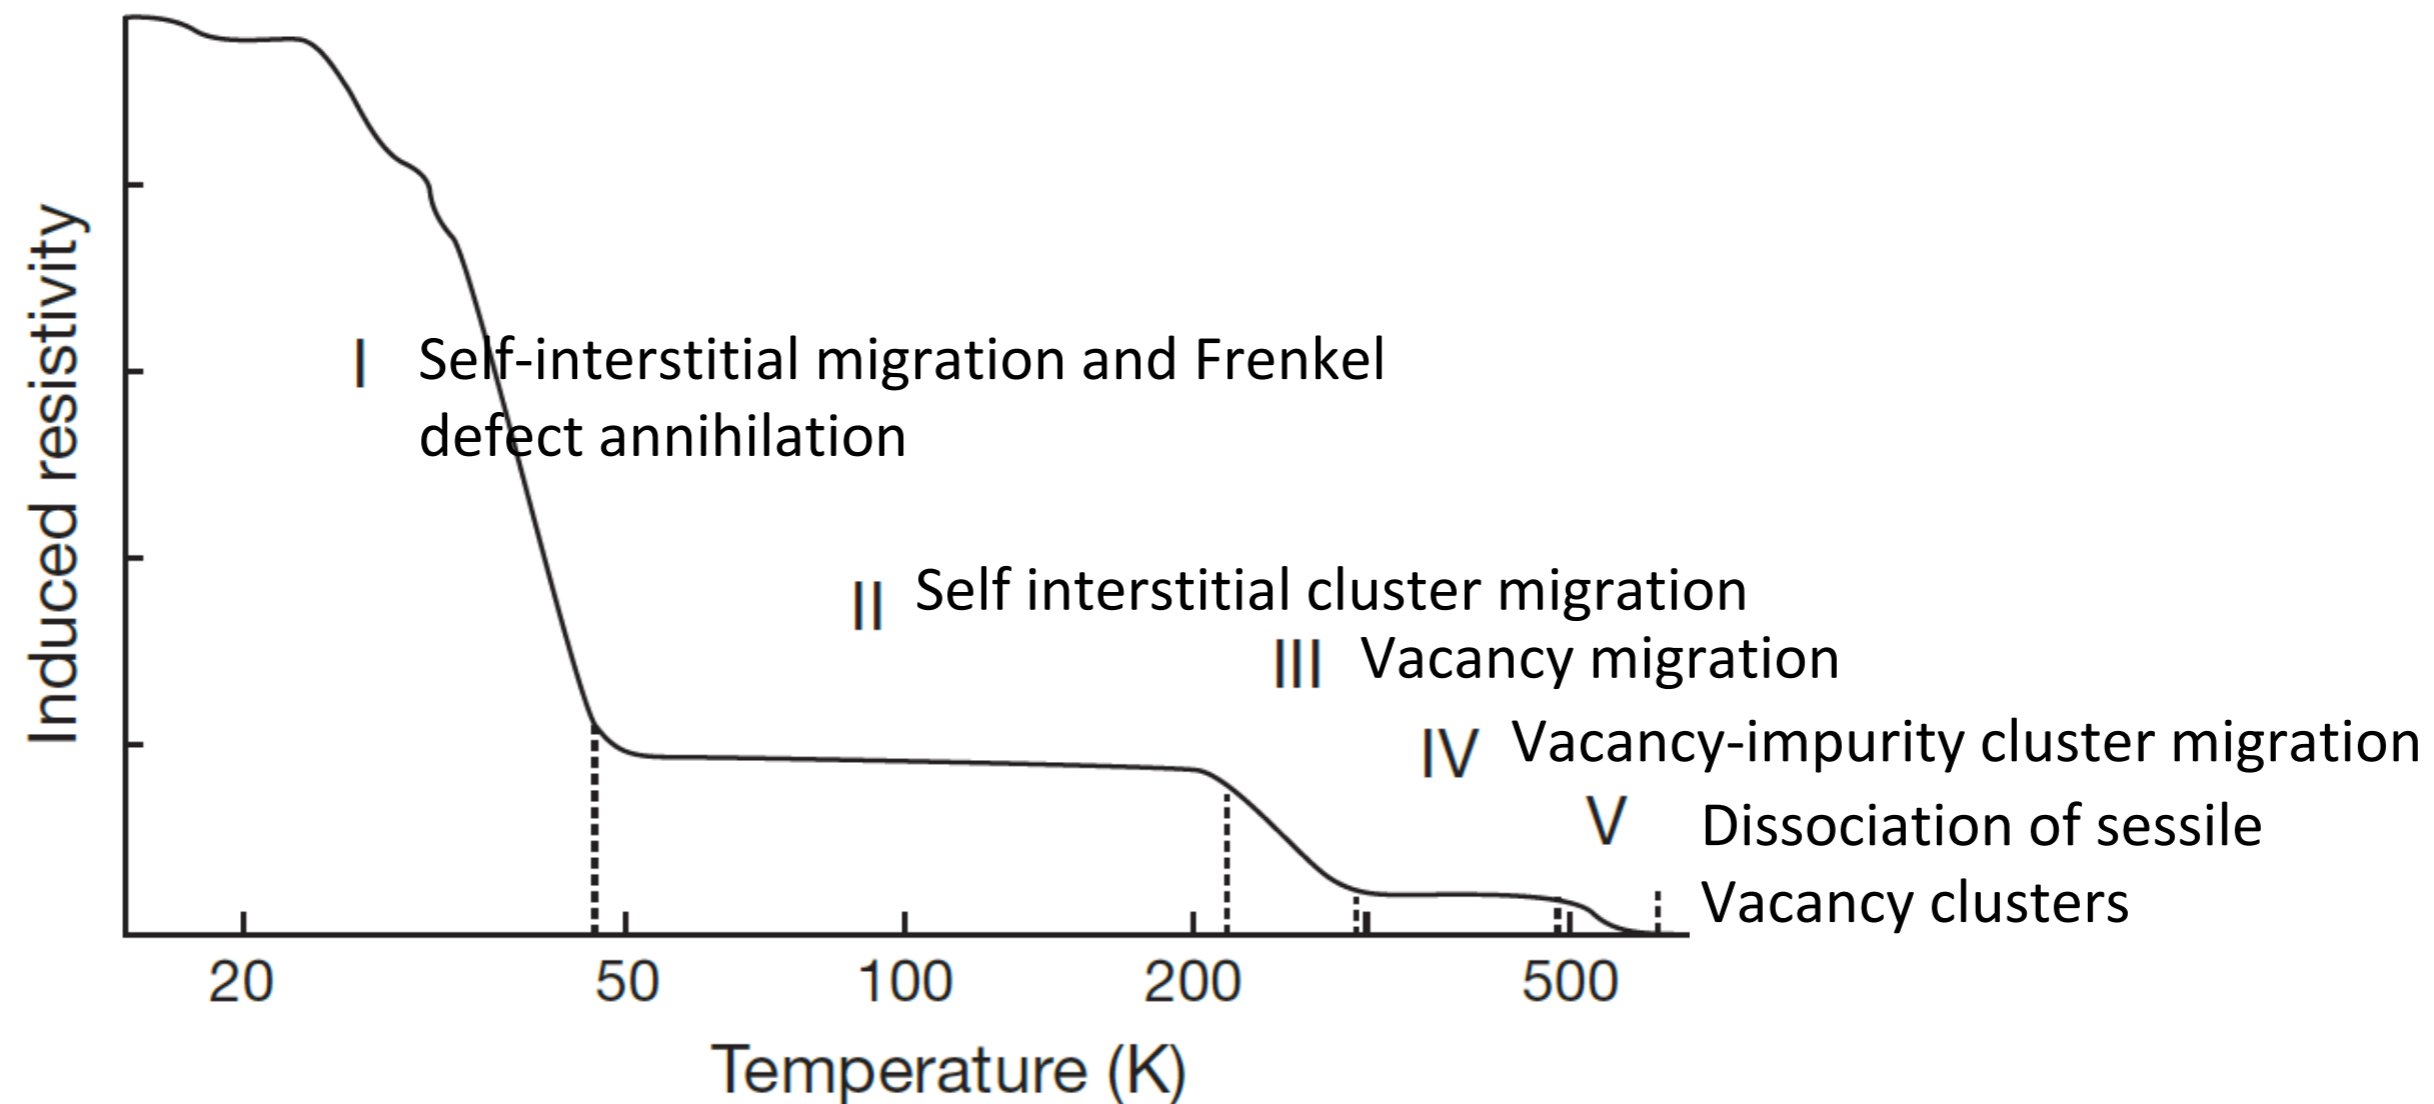 Induced resistivity
I Self-interstitial migration and Frenkel
defect annihilation
II Self interstitial cluster migration
III Vacancy migration
IV Vacancy-impurity cluster migration
V Dissociation of sessile
Vacancy clusters
20 50 100 200 500
Temperature (K)